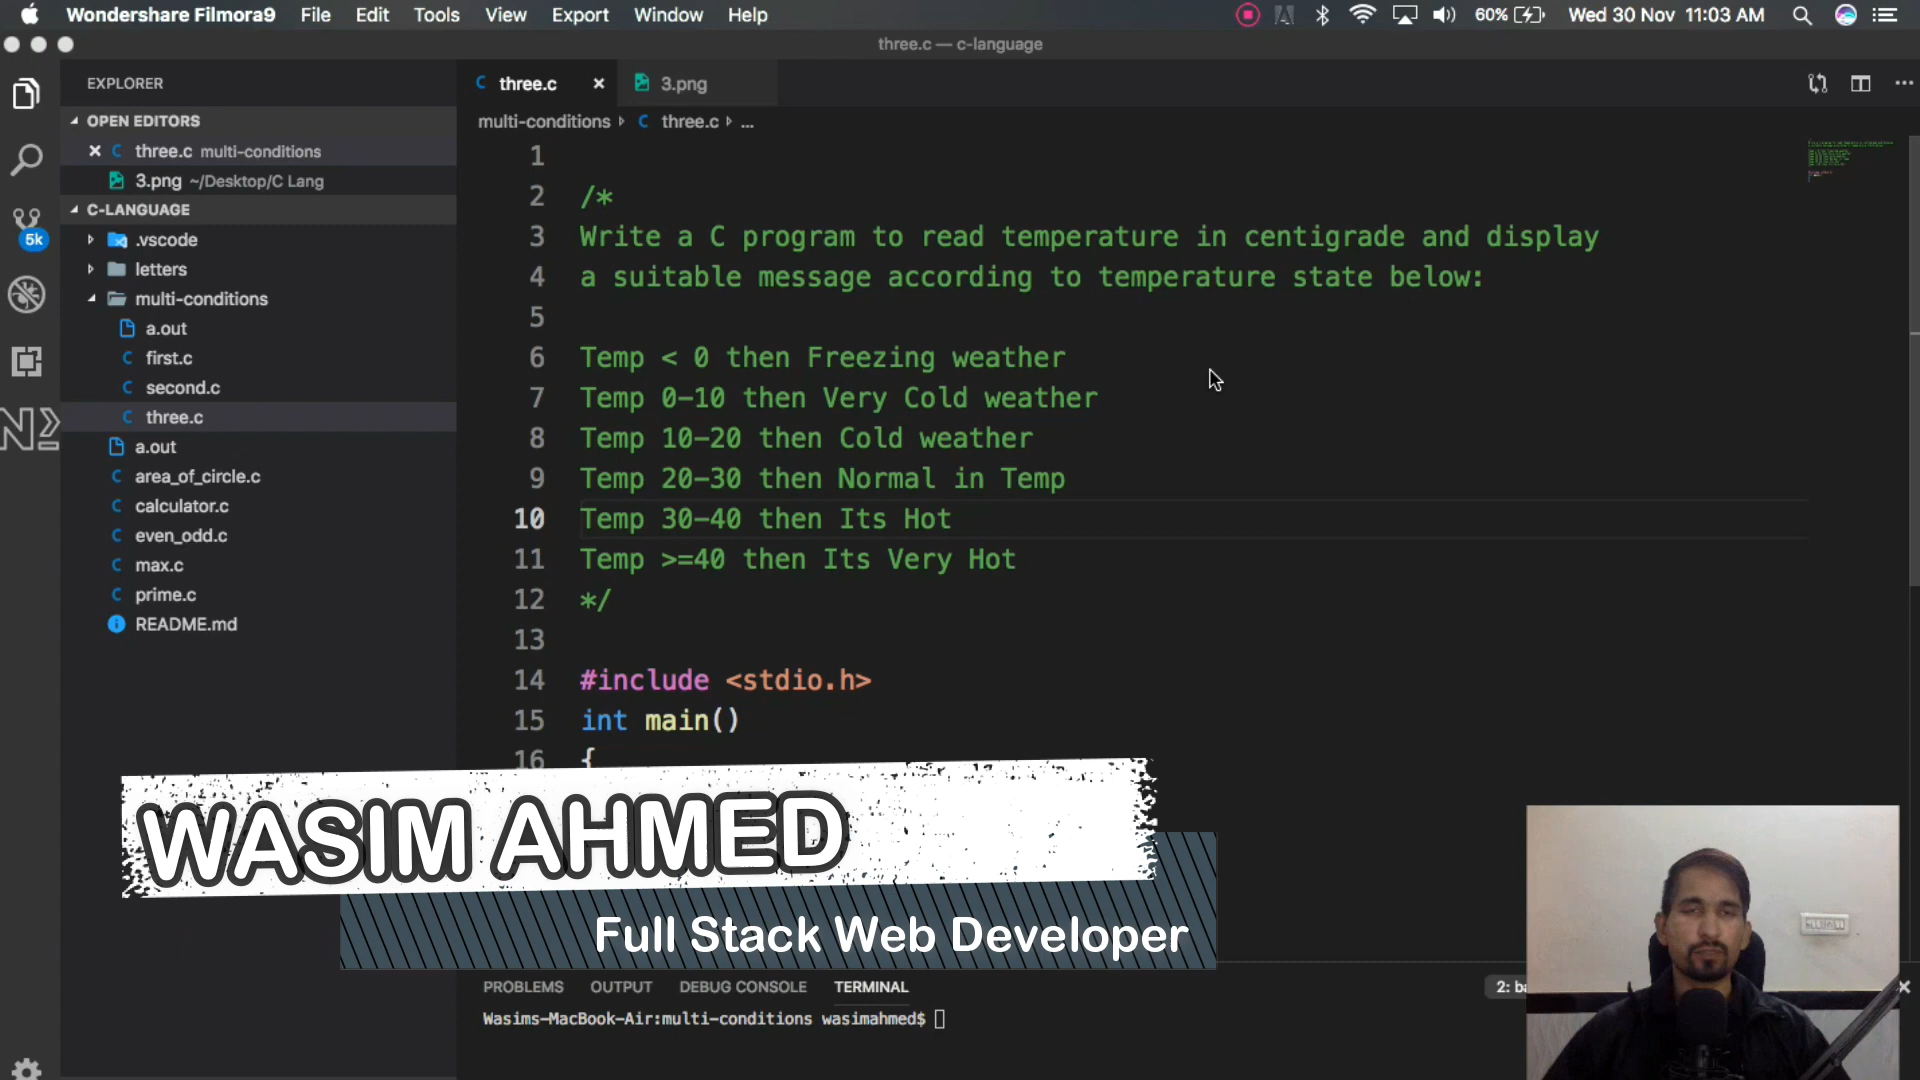 Wondershare Filmora9 File Edit Tools View Export Window Help 60% Wed 30 Nov 11:03 AM
three.c — c-language
EXPLORER
three.c
3.png
OPEN EDITORS
three.c multi-conditions
3.png ~/Desktop/C Lang
C-LANGUAGE
5k
.vscode
letters
multi-conditions
a.out
first.c
second.c
three.c
a.out
area_of_circle.c
calculator.c
even_odd.c
max.c
prime.c
README.md
multi-conditions three.c ...
1
2 /*
3 Write a C program to read temperature in centigrade and display
4 a suitable message according to temperature state below:
5
6 Temp < 0 then Freezing weather
7 Temp 0-10 then Very Cold weather
8 Temp 10-20 then Cold weather
9 Temp 20-30 then Normal in Temp
10 Temp 30-40 then Its Hot
11 Temp >=40 then Its Very Hot
12 */
13
14 #include <stdio.h>
15 int main()
16 {
WASIM AHMED
Full Stack Web Developer
PROBLEMS OUTPUT DEBUG CONSOLE TERMINAL 2: ba
Wasims-MacBook-Air:multi-conditions wasimahmed$